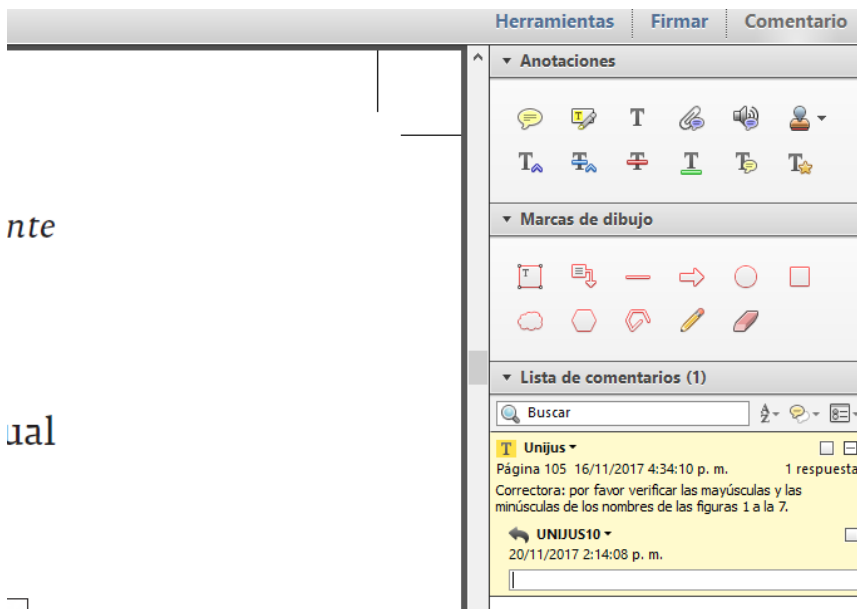 Herramientas Firmar Comentario
Anotaciones
nte
Marcas de dibujo
ual
Lista de comentarios (1)
Buscar
T Unijus
Página 105 16/11/2017 4:34:10 p. m. 1 respuesta
Correctora: por favor verificar las mayúsculas y las
minúsculas de los nombres de las figuras 1 a la 7.
UNIJUS10
20/11/2017 2:14:08 p. m.